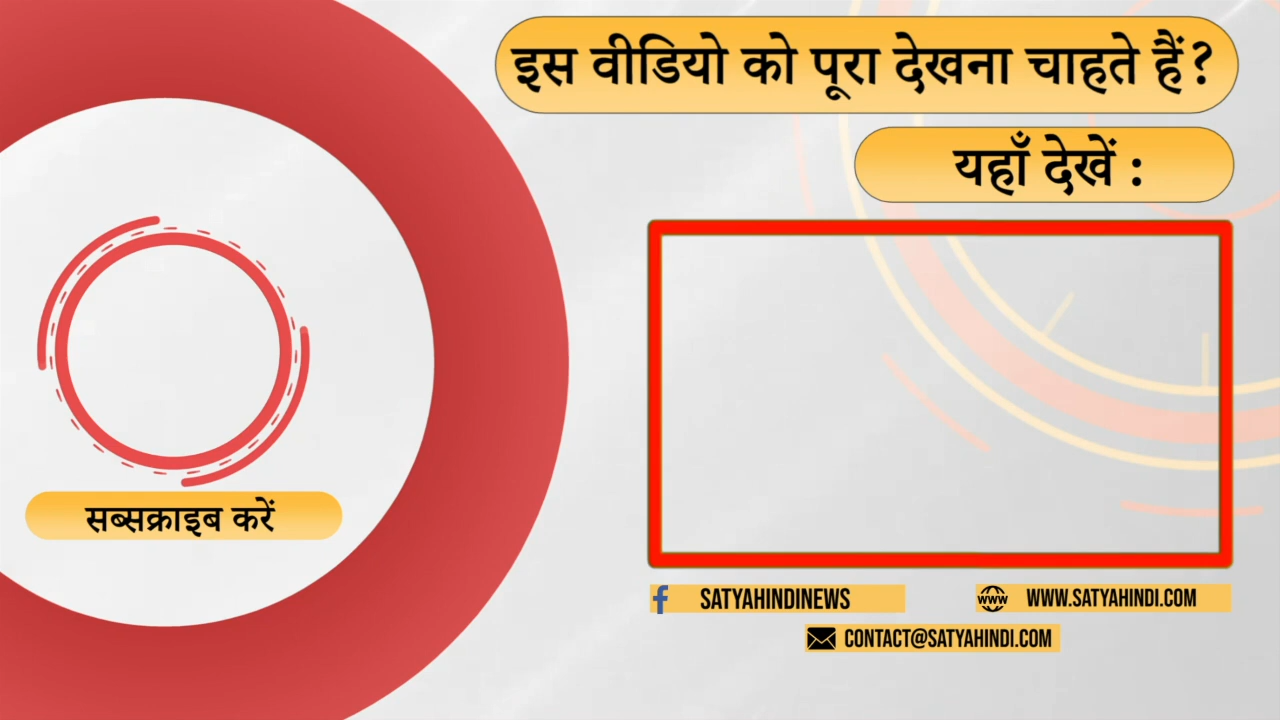 इस वीडियो को पूरा देखना चाहते हैं?
यहाँ देखें :
सब्सक्राइब करें
SATYAHINDINEWS
WWW.SATYAHINDI.COM
CONTACT@SATYAHINDI.COM